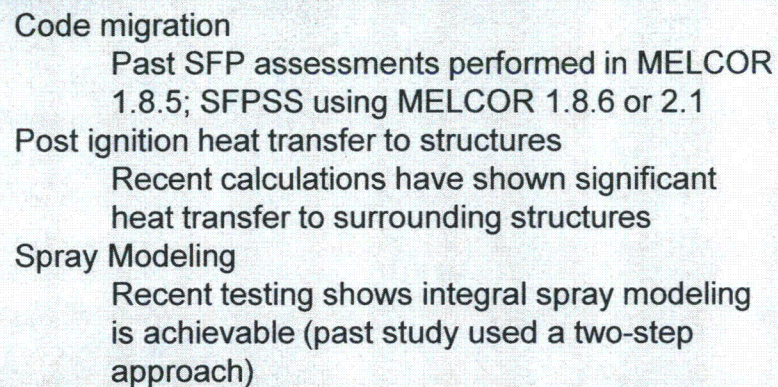 Code migration
Past SFP assessments performed in MELCOR
1.8.5; SFPSS using MELCOR 1.8.6 or 2.1
Post ignition heat transfer to structures
Recent calculations have shown significant
heat transfer to surrounding structures
Spray Modeling
Recent testing shows integral spray modeling
is achievable (past study used a two-step
approach)